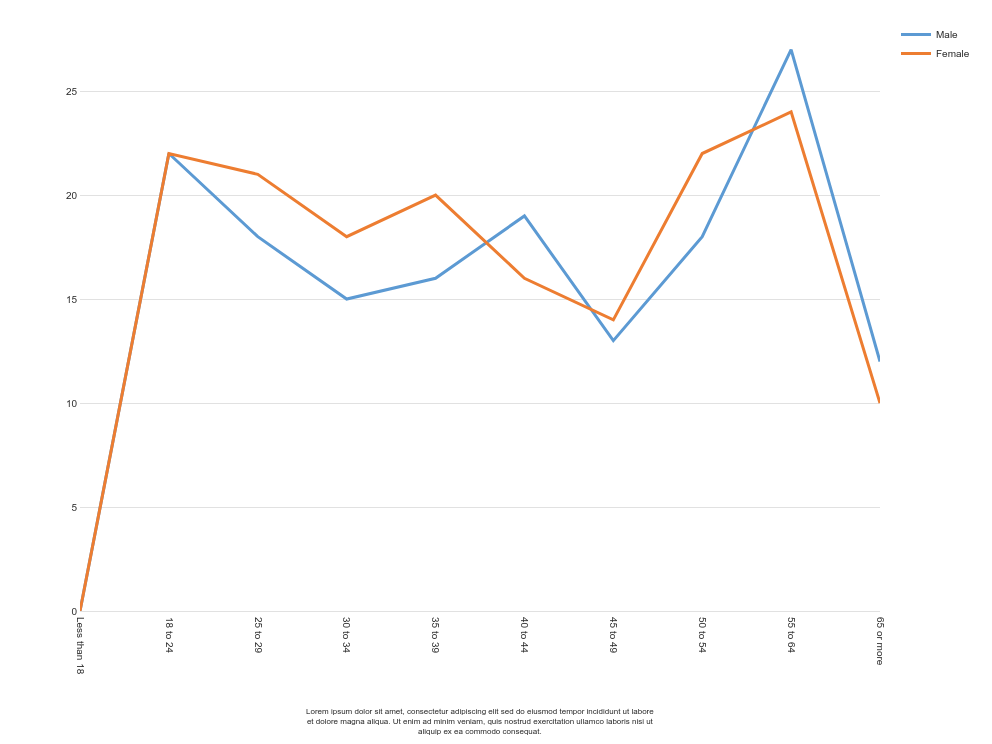 Male
Female
25
20
15
10
5
0
Less than 18
18 to 24
25 to 29
30 to 34
35 to 39
40 to 44
45 to 49
50 to 54
55 to 64
65 or more
Lorem ipsum dolor sit amet, consectetur adipiscing elit sed do eiusmod tempor incididunt ut labore
et dolore magna aliqua. Ut enim ad minim veniam, quis nostrud exercitation ullamco laboris nisi ut
aliquip ex ea commodo consequat.